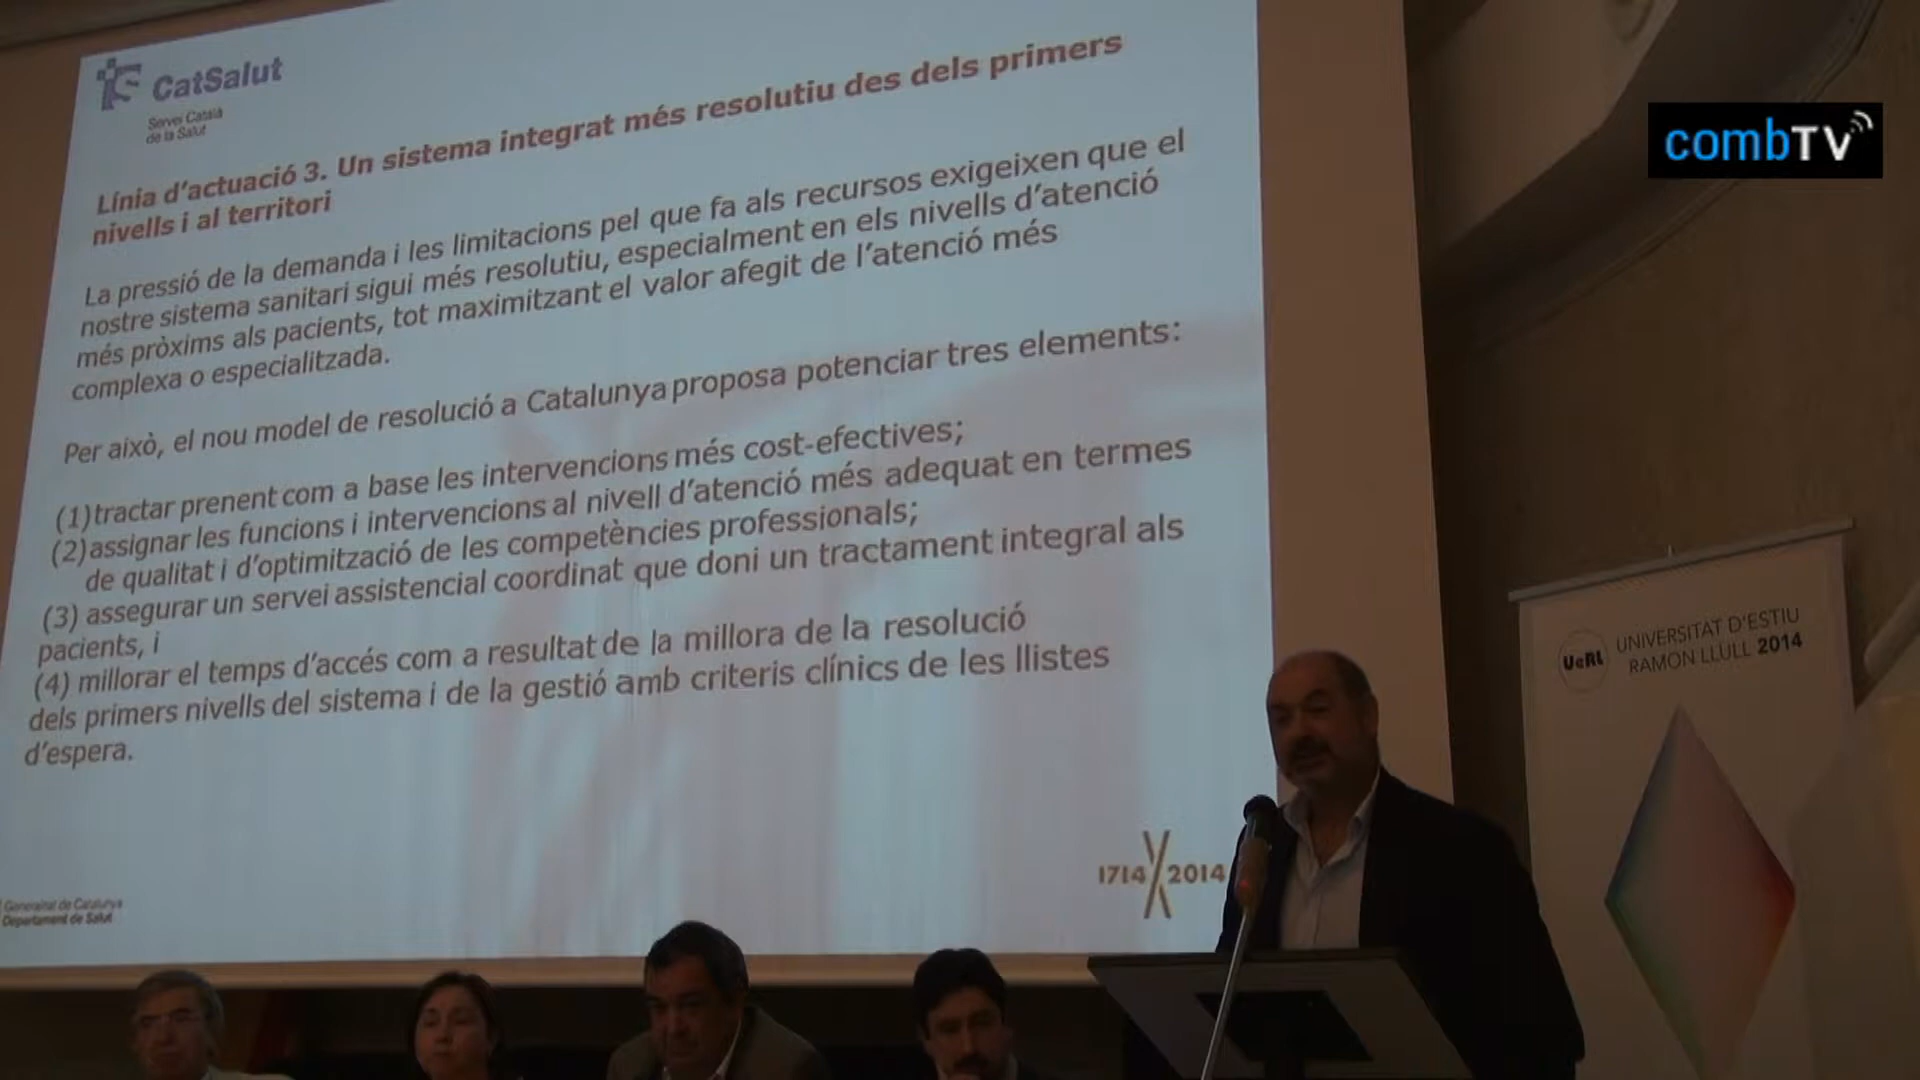 CatSalut
Servei Català
de la Salut
Línia d'actuació 3. Un sistema integrat més resolutiu des dels primers
nivells i al territori
La pressió de la demanda i les limitacions pel que fa als recursos exigeixen que el
nostre sistema sanitari sigui més resolutiu, especialment en els nivells d'atenció
més pròxims als pacients, tot maximitzant el valor afegit de l'atenció més
complexa o especialitzada.
Per això, el nou model de resolució a Catalunya proposa potenciar tres elements:
(1)tractar prenent com a base les intervencions més cost-efectives;
(2)assignar les funcions i intervencions al nivell d'atenció més adequat en termes
de qualitat i d'optimització de les competències professionals;
(3) assegurar un servei assistencial coordinat que doni un tractament integral als
pacients, i
(4) millorar el temps d'accés com a resultat de la millora de la resolució
dels primers nivells del sistema i de la gestió amb criteris clínics de les llistes
d'espera.
1714 2014
Generalitat de Catalunya
Departament de Salut
combTV
UeRL
UNIVERSITAT D'ESTIU
RAMON LLULL 2014